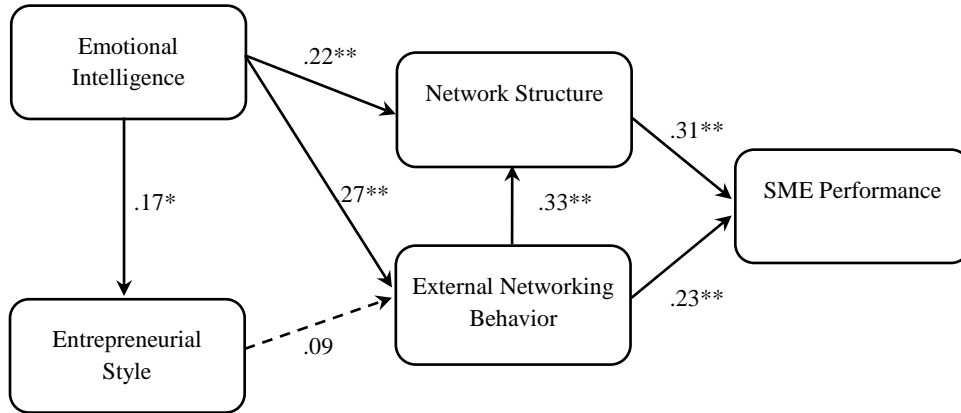 Emotional
Intelligence
.22**
Network Structure
.31**
SME Performance
.17*
.27**
.33**
External Networking
Behavior
.23**
Entrepreneurial
Style
.09